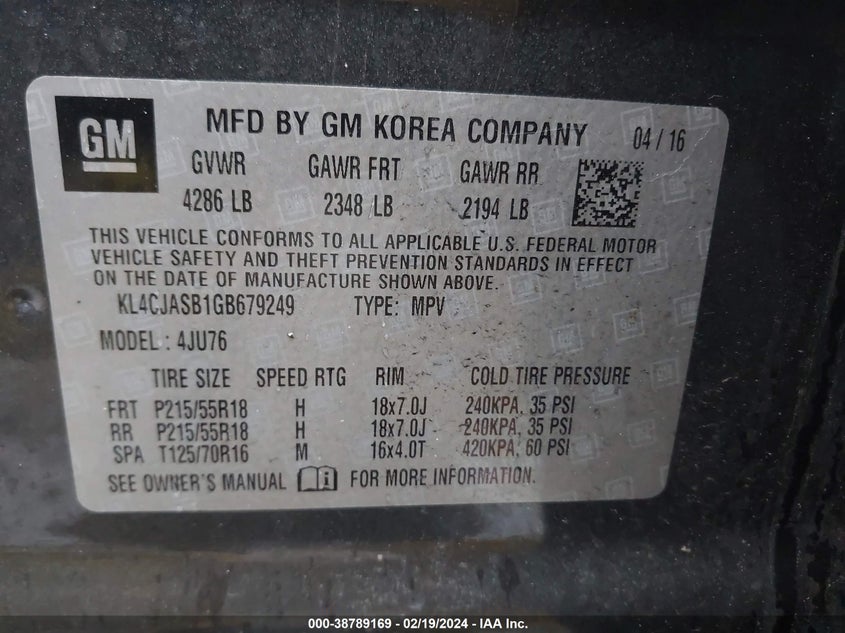 GM
MFD BY GM KOREA COMPANY 04 / 16
GVWR GAWR FRT GAWR RR
4286 LB 2348 LB 2194 LB
THIS VEHICLE CONFORMS TO ALL APPLICABLE U.S. FEDERAL MOTOR
VEHICLE SAFETY AND THEFT PREVENTION STANDARDS IN EFFECT
ON THE DATE OF MANUFACTURE SHOWN ABOVE.
KL4CJASB1GB679249 TYPE: MPV
MODEL: 4JU76
TIRE SIZE SPEED RTG RIM COLD TIRE PRESSURE
FRT P215/55R18 H 18x7.0J 240KPA, 35 PSI
RR P215/55R18 H 18x7.0J 240KPA, 35 PSI
SPA T125/70R16 M 16x4.0T 420KPA, 60 PSI
SEE OWNER'S MANUAL FOR MORE INFORMATION.
000-38789169 - 02/19/2024 - IAA Inc.